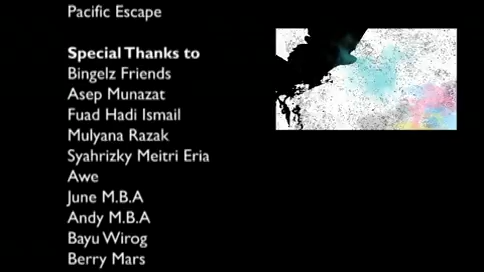 Pacific Escape
Special Thanks to
Bingelz Friends
Asep Munazat
Fuad Hadi Ismail
Mulyana Razak
Syahrizky Meitri Eria
Awe
June M.B.A
Andy M.B.A
Bayu Wirog
Berry Mars